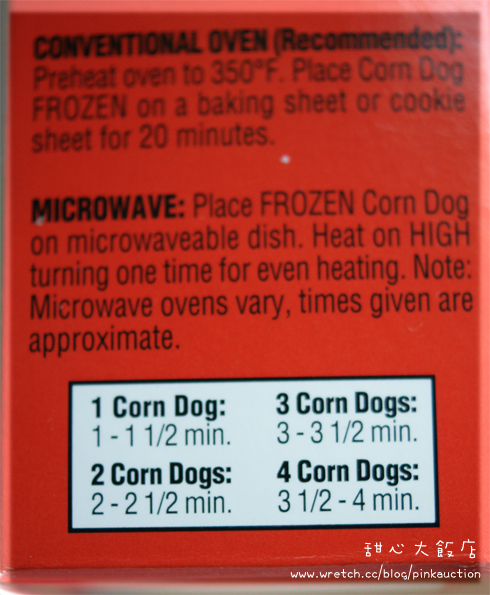 CONVENTIONAL OVEN (Recommended):
Preheat oven to 350°F. Place Corn Dog
FROZEN on a baking sheet or cookie
sheet for 20 minutes.
MICROWAVE: Place FROZEN Corn Dog
on microwaveable dish. Heat on HIGH
turning one time for even heating. Note:
Microwave ovens vary, times given are
approximate.
1 Corn Dog:
1 - 1 1/2 min.
2 Corn Dogs:
2 - 2 1/2 min.
3 Corn Dogs:
3 - 3 1/2 min.
4 Corn Dogs:
3 1/2 - 4 min.
甜心大飯店
www.wretch.cc/blog/pinkauction